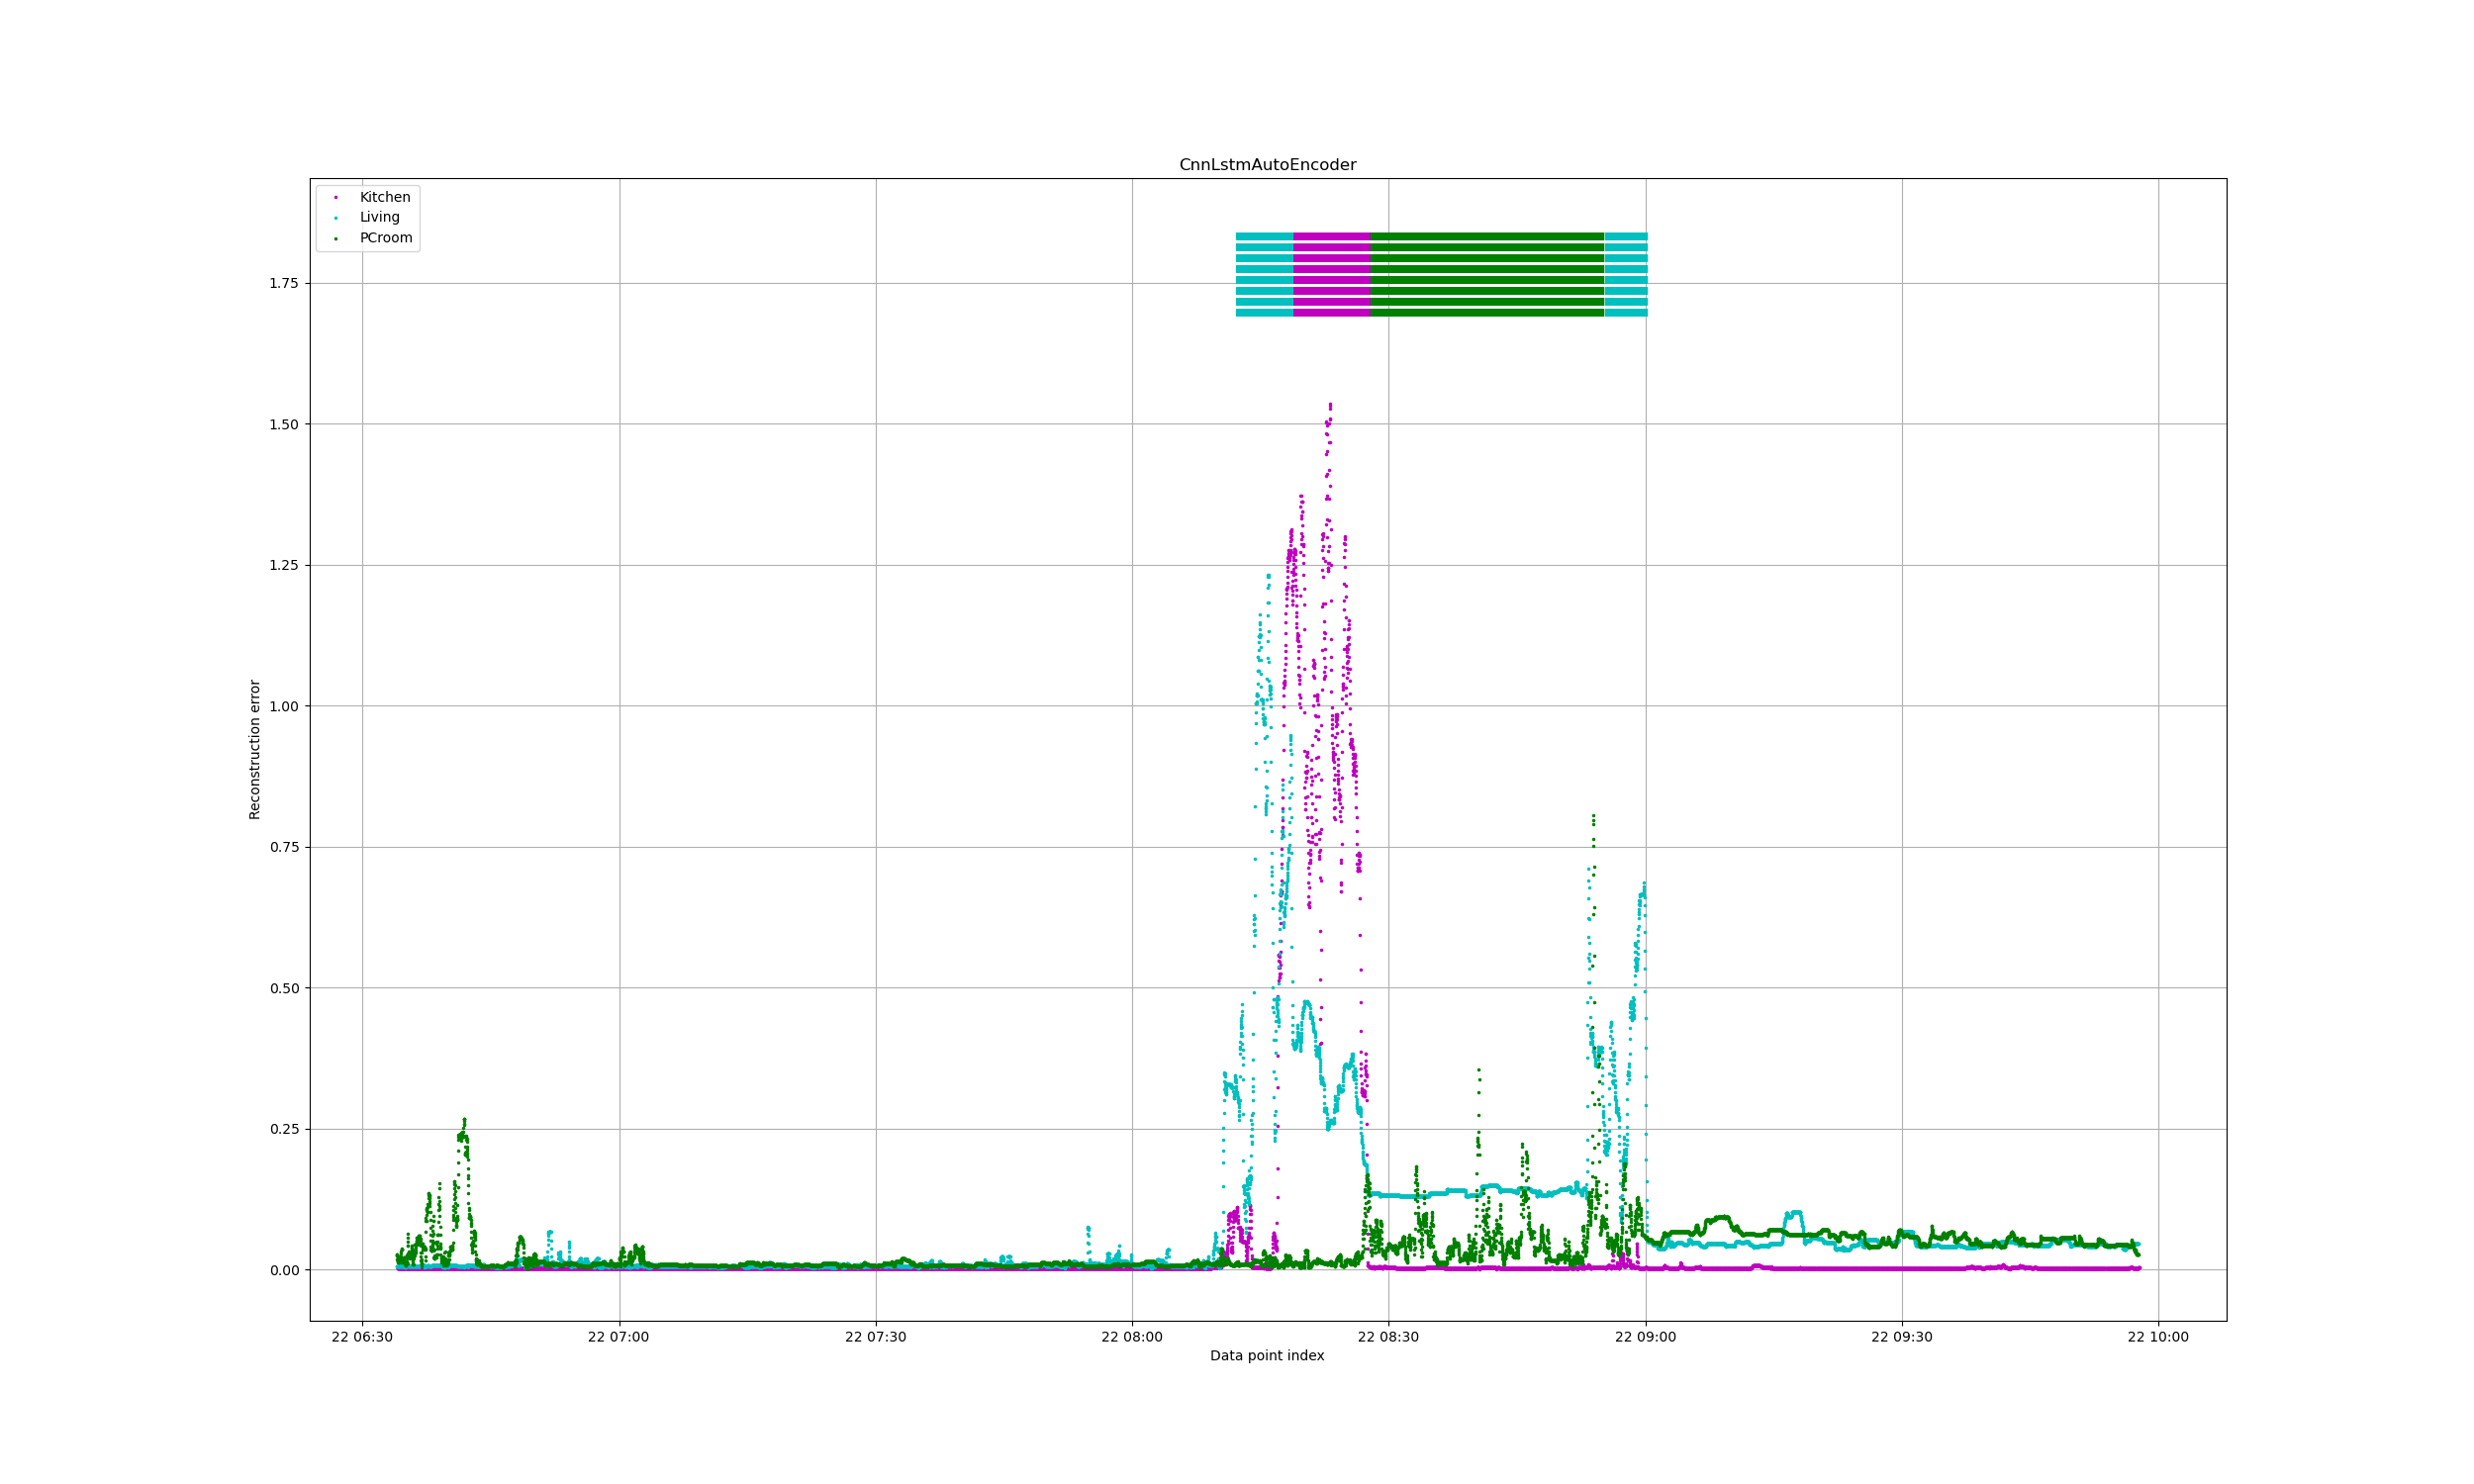 CnnLstmAutoEncoder
Kitchen
Living
PCroom
1.75
1.50
1.25
1.00
0.75
0.50
0.25
0.00
Reconstruction error
22 06:30 22 07:00 22 07:30 22 08:00 22 08:30 22 09:00 22 09:30 22 10:00
Data point index